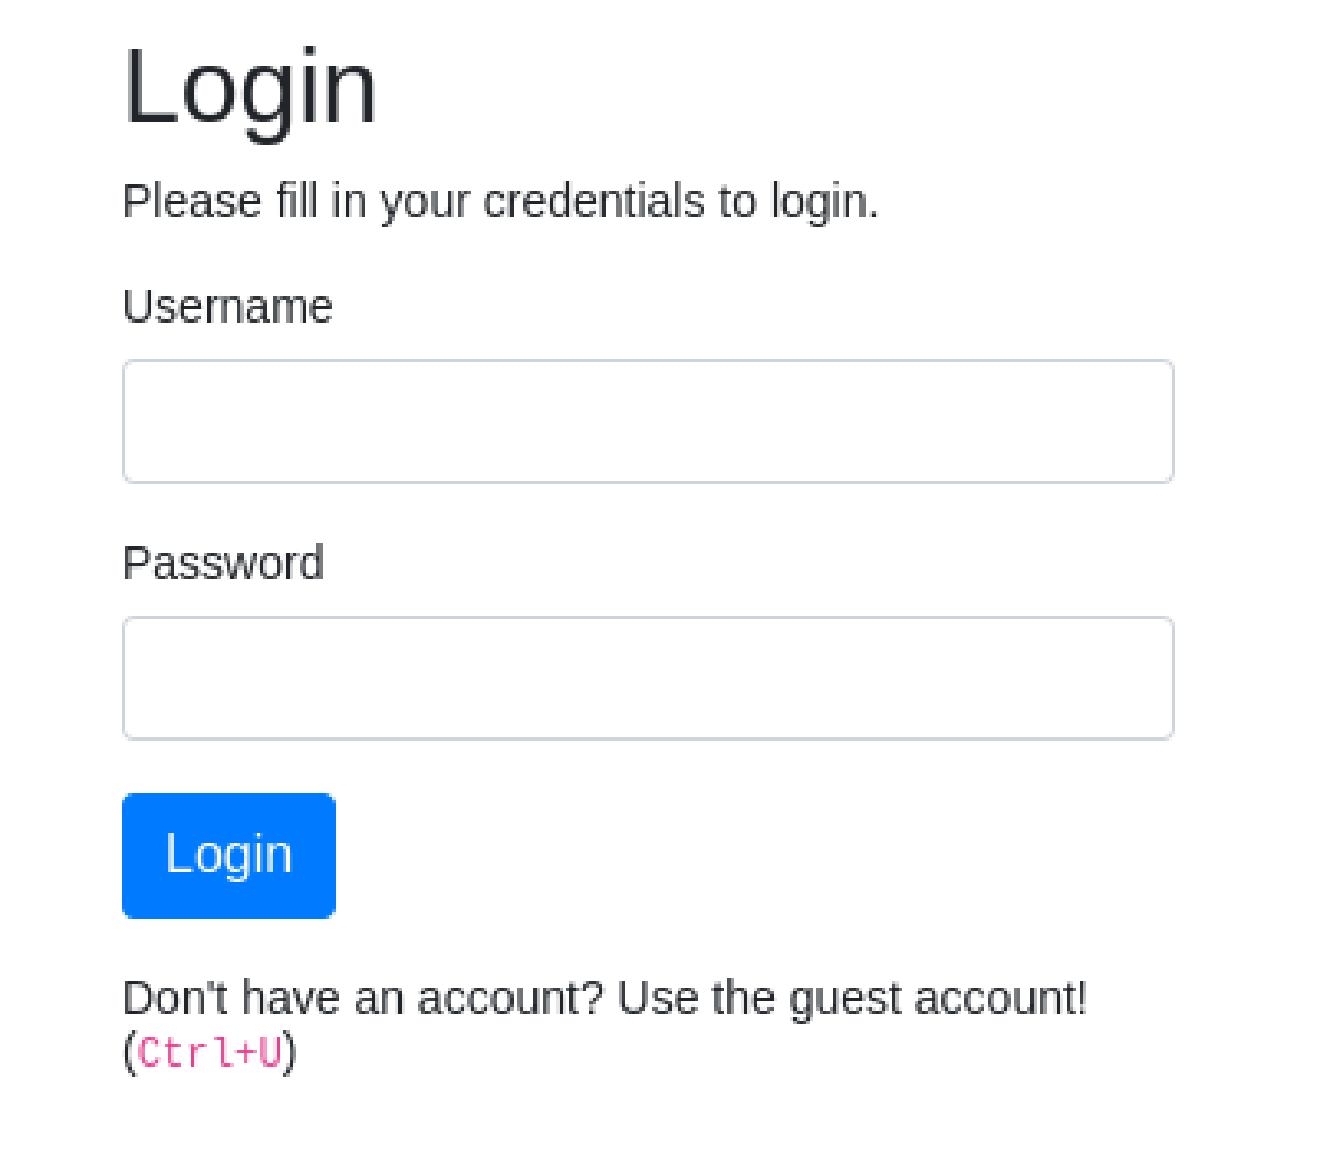 Login
Please fill in your credentials to login.
Username
Password
Login
Don't have an account? Use the guest account!
(Ctrl+U)